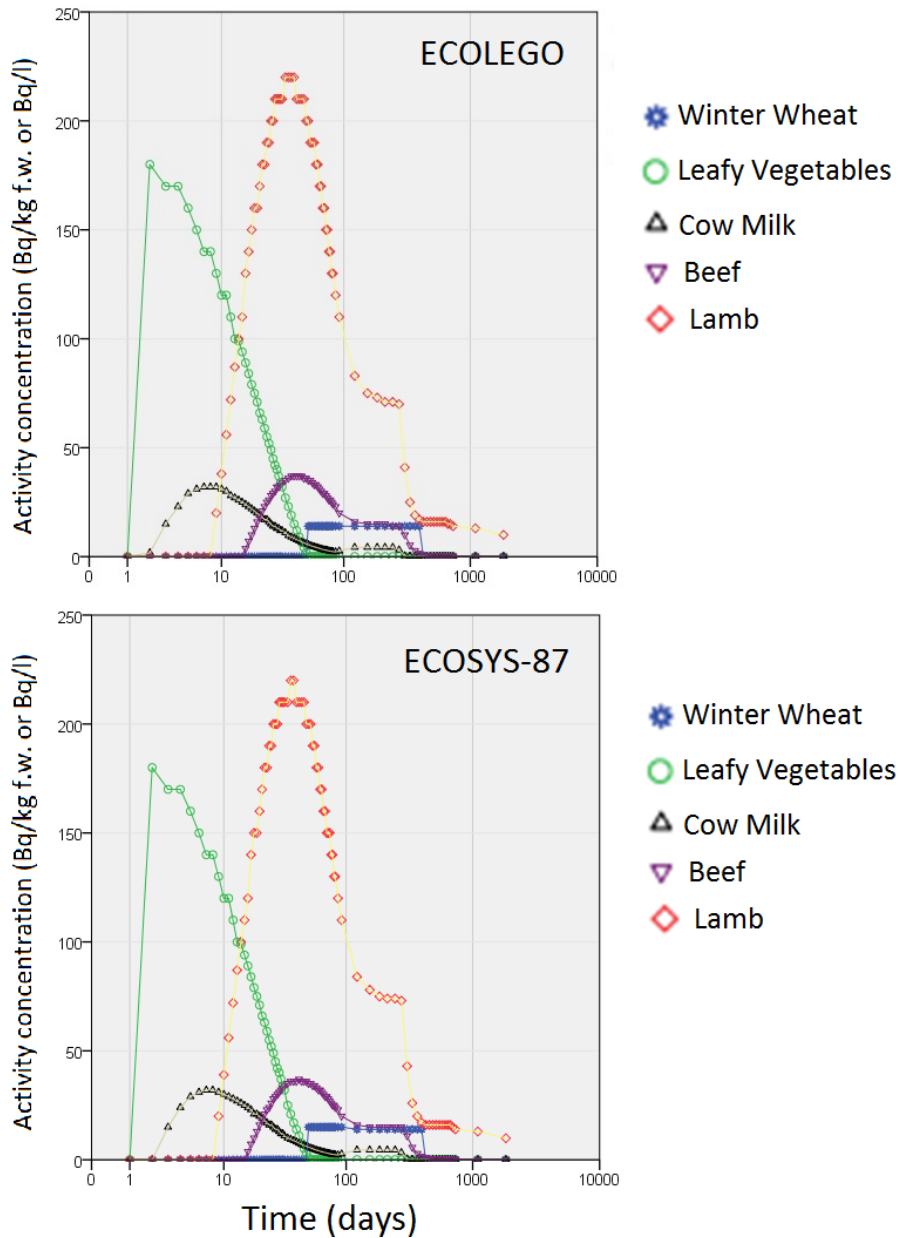 250
200
150
100
50
0
Activity concentration (Bq/kg f.w. or Bq/l)
ECOLEGO
0 1 10 100 1000 10000
Winter Wheat
Leafy Vegetables
Cow Milk
Beef
Lamb
250
200
150
100
50
0
Activity concentration (Bq/kg f.w. or Bq/l)
ECOSYS-87
0 1 10 100 1000 10000
Time (days)
Winter Wheat
Leafy Vegetables
Cow Milk
Beef
Lamb